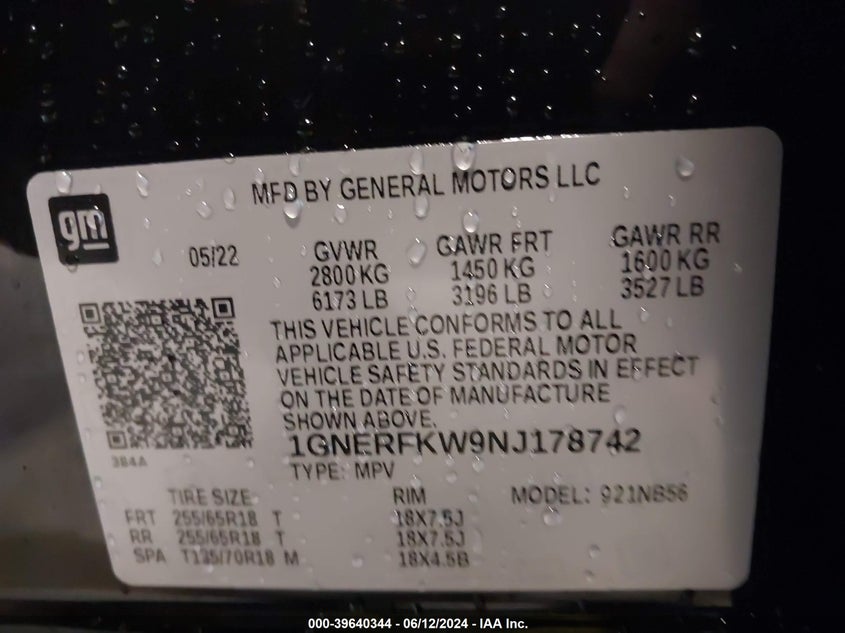 MFD BY GENERAL MOTORS LLC
gm
05/22 GVWR GAWR FRT GAWR RR
2800 KG 1450 KG 1600 KG
6173 LB 3196 LB 3527 LB
THIS VEHICLE CONFORMS TO ALL
APPLICABLE U.S. FEDERAL MOTOR
VEHICLE SAFETY STANDARDS IN EFFECT
ON THE DATE OF MANUFACTURE
SHOWN ABOVE.
384A
1GNERFKW9NJ178742
TYPE: MPV
TIRE SIZE RIM MODEL: 921NB56
FRT 255/65R18 T 18X7.5J
RR 255/65R18 T 18X7.5J
SPA T135/70R18 M 18X4.5B
000-39640344 - 06/12/2024 - IAA Inc.